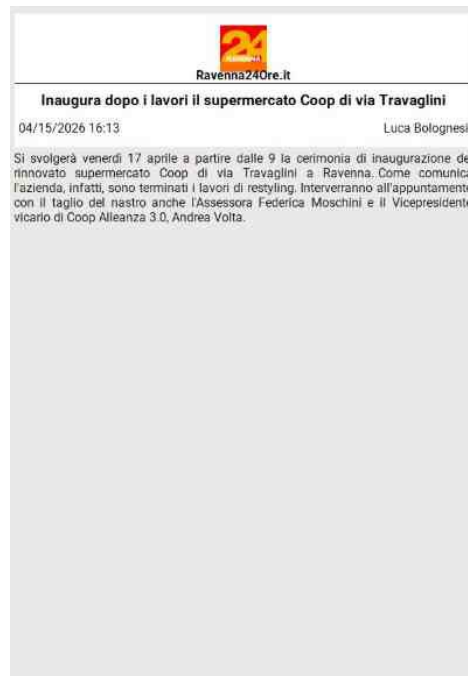 24
RAVENNA
Ravenna24Ore.it
Inaugura dopo i lavori il supermercato Coop di via Travaglini
04/15/2026 16:13 Luca Bolognesi
Si svolgerà venerdì 17 aprile a partire dalle 9 la cerimonia di inaugurazione de
rinnovato supermercato Coop di via Travaglini a Ravenna. Come comunica
l'azienda, infatti, sono terminati i lavori di restyling. Interverranno all'appuntamento
con il taglio del nastro anche l'Assessora Federica Moschini e il Vicepresidente
vicario di Coop Alleanza 3.0, Andrea Volta.